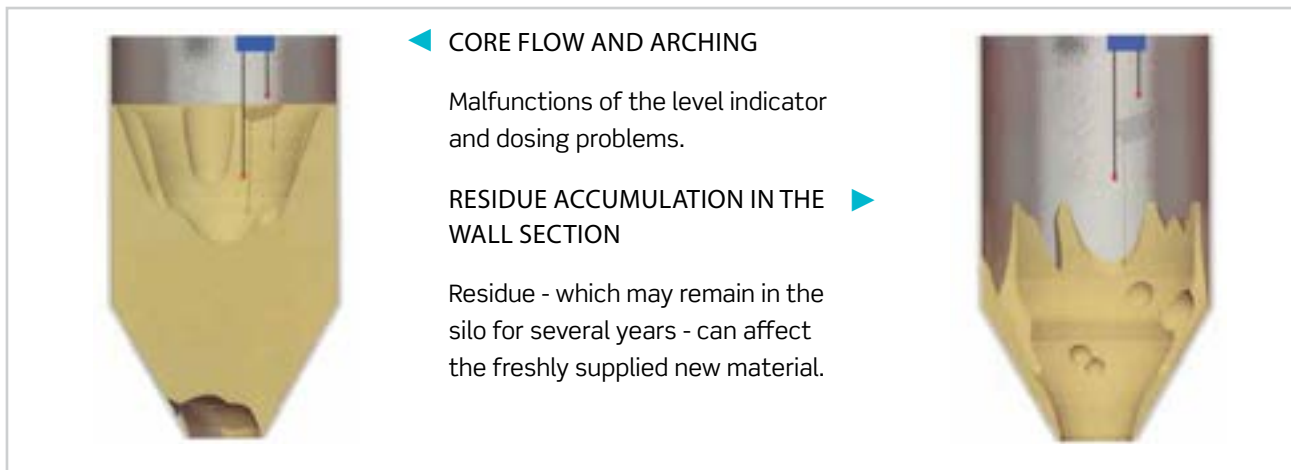 CORE FLOW AND ARCHING
Malfunctions of the level indicator
and dosing problems.
RESIDUE ACCUMULATION IN THE
WALL SECTION
Residue - which may remain in the
silo for several years - can affect
the freshly supplied new material.